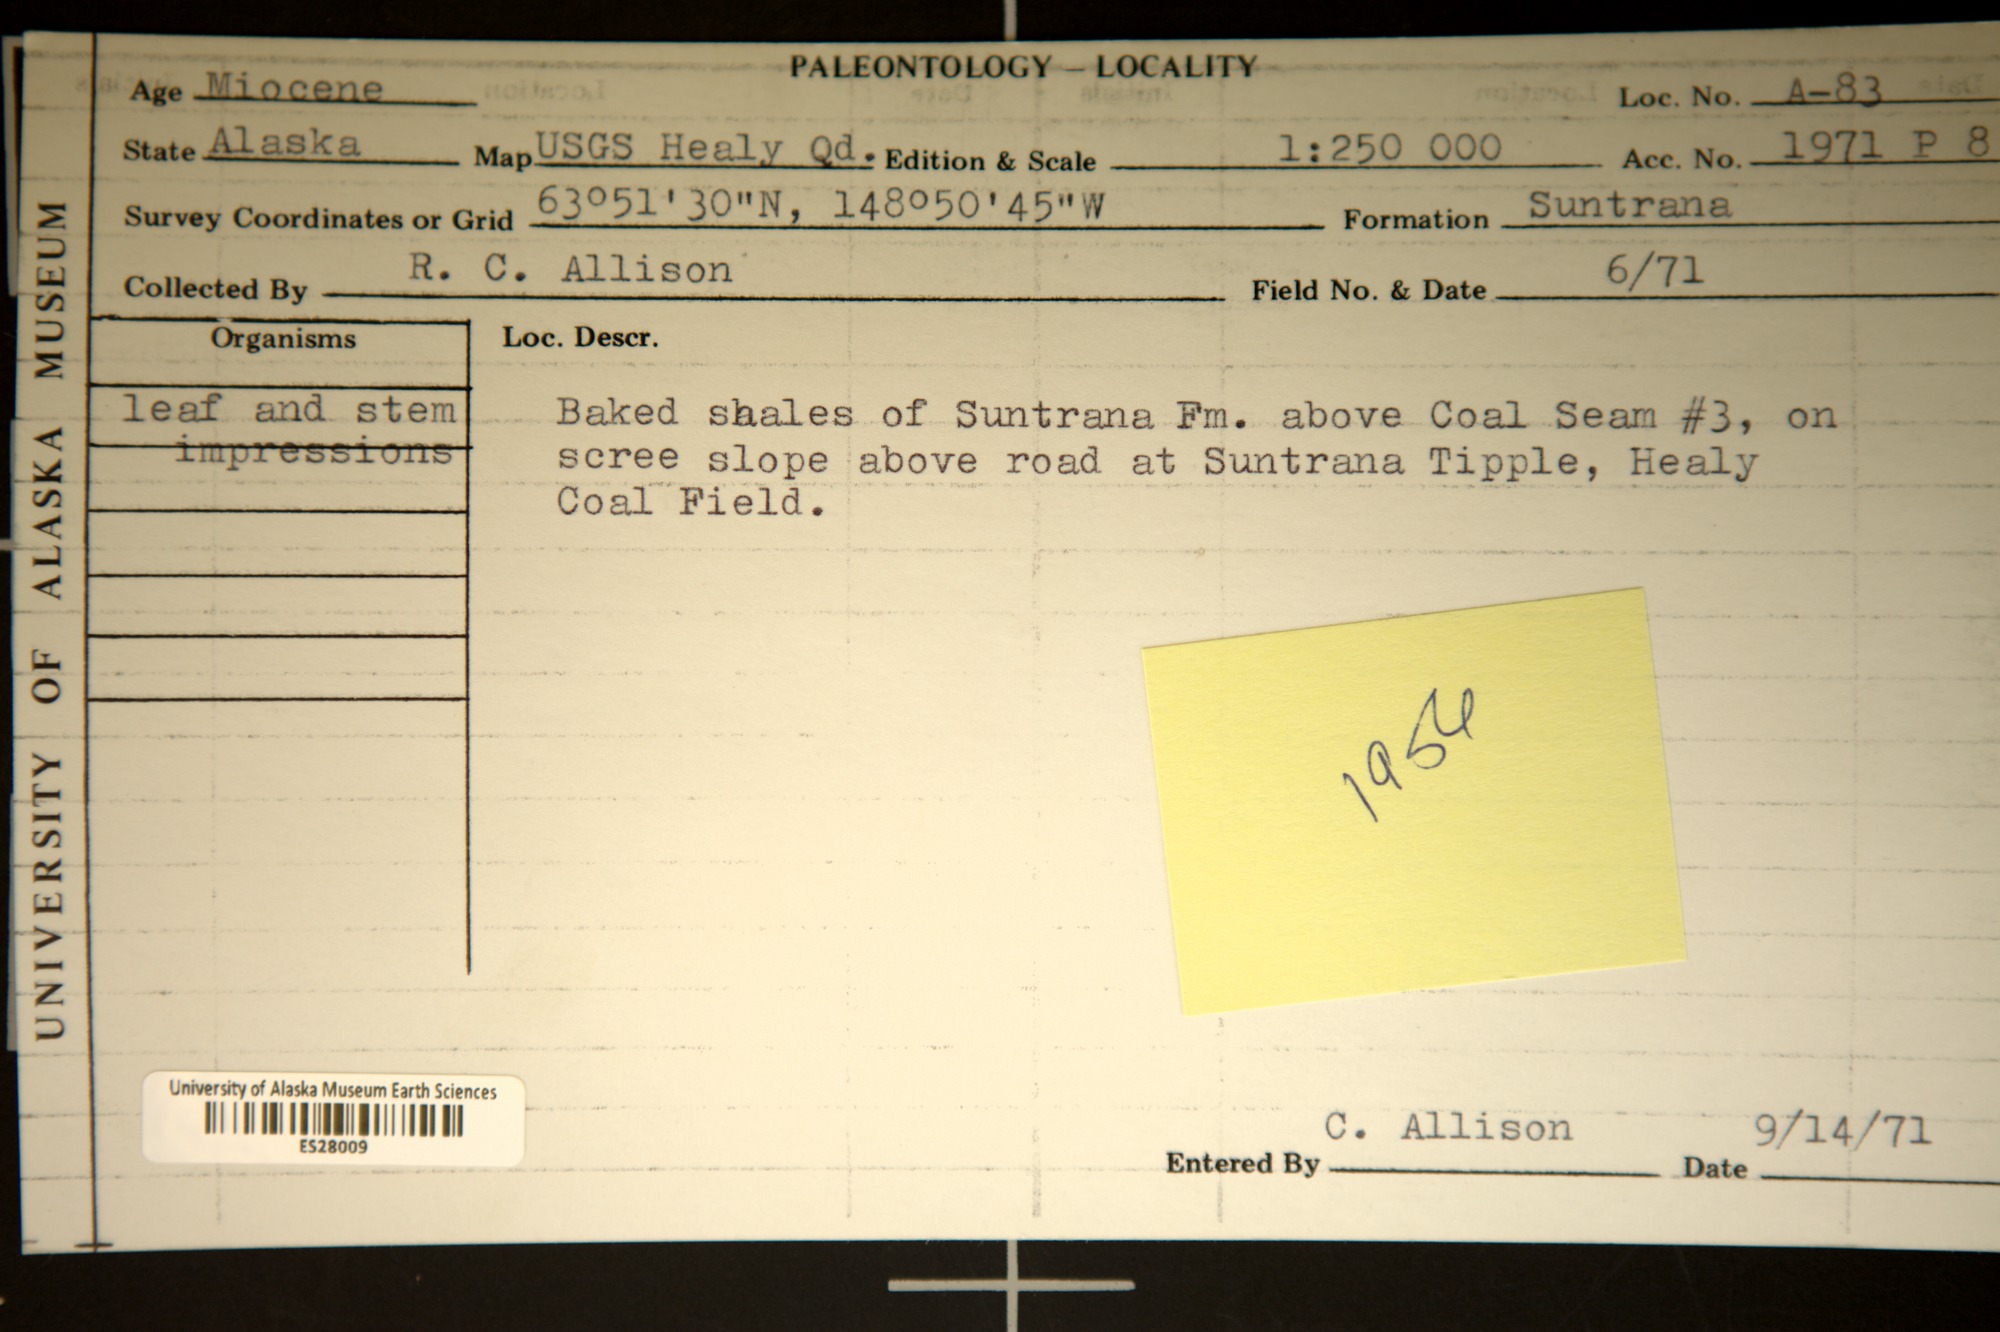 PALEONTOLOGY – LOCALITY
Age Miocene
Loc. No. A-83
State Alaska Map USGS Healy Qd. Edition & Scale 1:250 000 Acc. No. 1971 P 8
Survey Coordinates or Grid 63°51'30"N, 148°50'45"W Formation Suntrana
Collected By R. C. Allison Field No. & Date 6/71
Organisms
leaf and stem
impressions
Loc. Descr.
Baked shales of Suntrana Fm. above Coal Seam #3, on
scree slope above road at Suntrana Tipple, Healy
Coal Field.
UNIVERSITY OF ALASKA MUSEUM
University of Alaska Museum Earth Sciences
ES28009
Entered By C. Allison Date 9/14/71